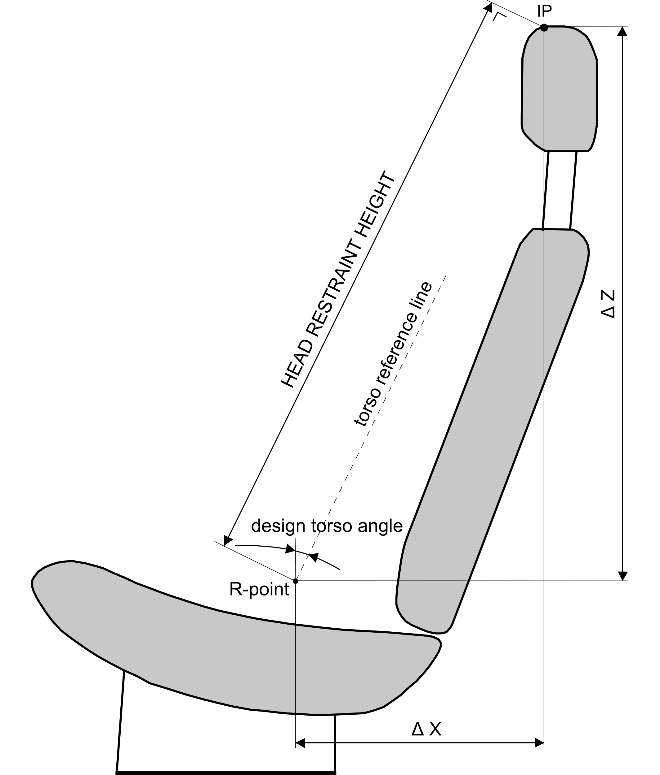 IP
HEAD RESTRAINT HEIGHT
torso reference line
Δ Z
design torso angle
R-point
Δ X